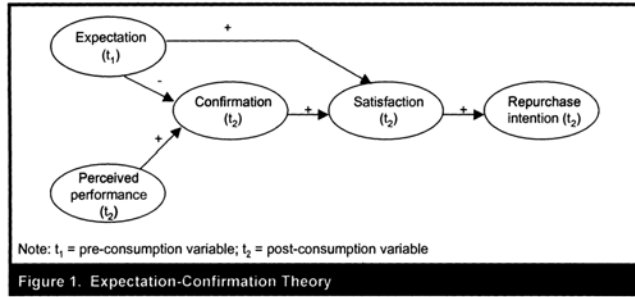 Expectation
(t₁)
+
-
Confirmation
(t₂)
+
Satisfaction
(t₂)
+
Repurchase
intention (t₂)
+
Perceived
performance
(t₂)
Note: t₁ = pre-consumption variable; t₂ = post-consumption variable
Figure 1. Expectation-Confirmation Theory